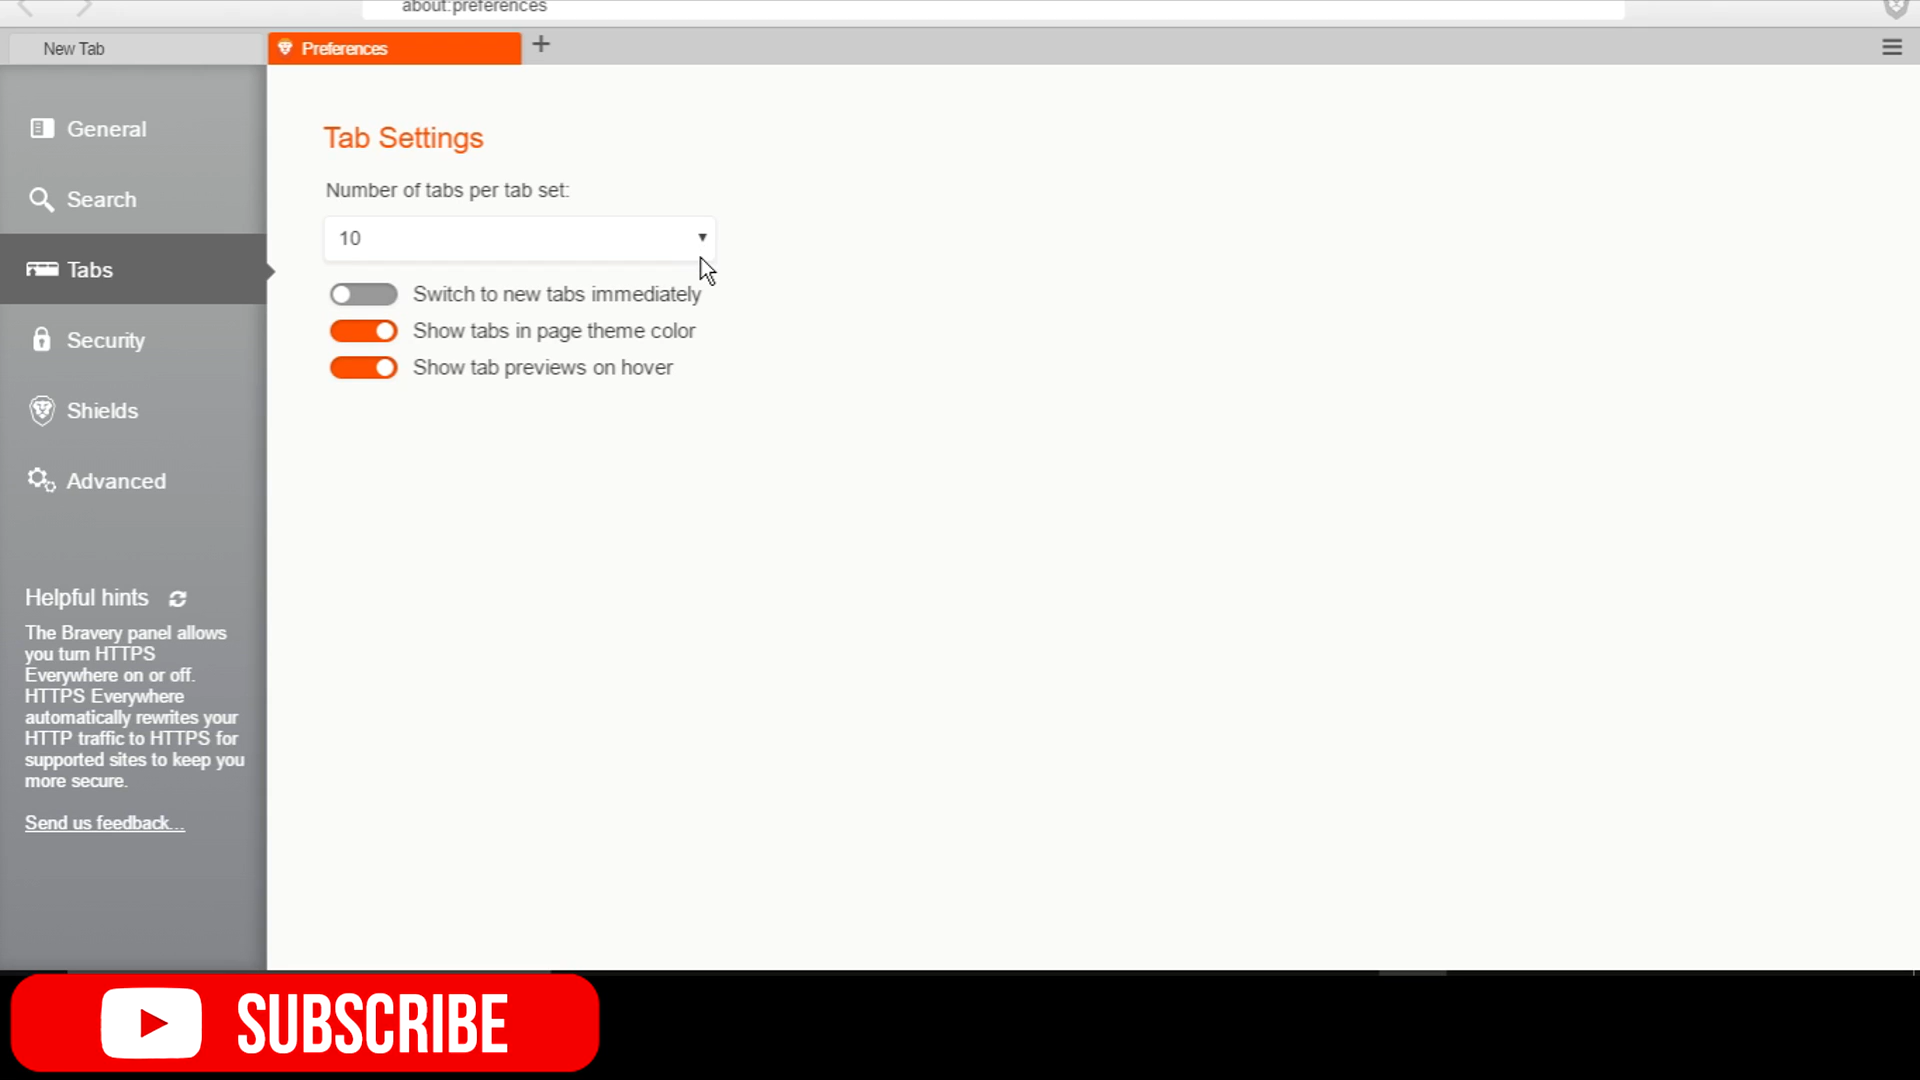 about:preferences
New Tab
Preferences
General
Search
Tabs
Security
Shields
Advanced
Helpful hints
The Bravery panel allows
you turn HTTPS
Everywhere on or off.
HTTPS Everywhere
automatically rewrites your
HTTP traffic to HTTPS for
supported sites to keep you
more secure.
Send us feedback...
Tab Settings
Number of tabs per tab set:
10
Switch to new tabs immediately
Show tabs in page theme color
Show tab previews on hover
SUBSCRIBE